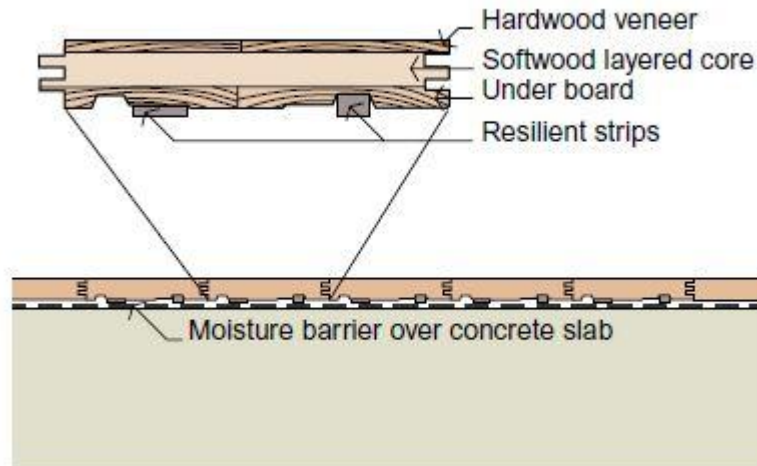 Hardwood veneer
Softwood layered core
Under board
Resilient strips
Moisture barrier over concrete slab